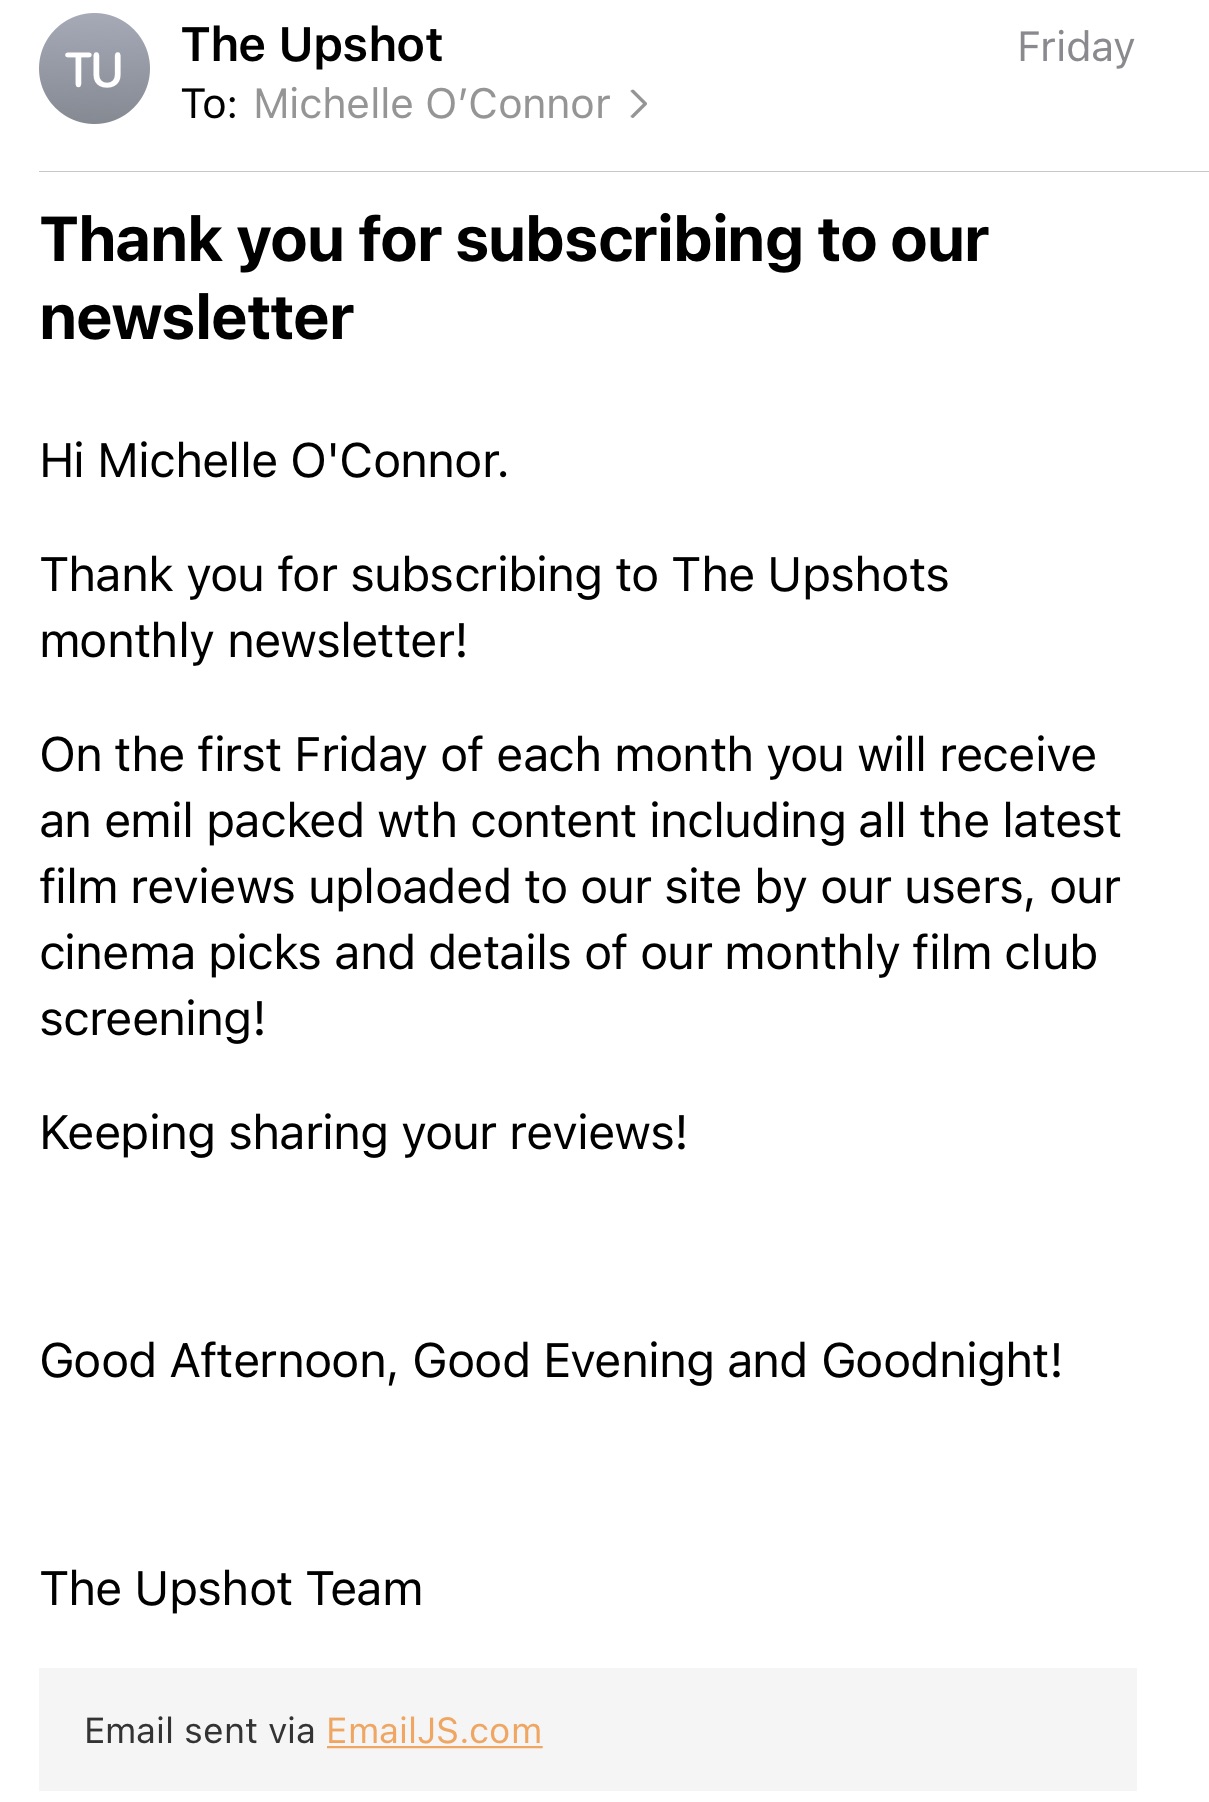 TU
The Upshot
Friday
To: Michelle O’Connor >
Thank you for subscribing to our
newsletter
Hi Michelle O'Connor.
Thank you for subscribing to The Upshots
monthly newsletter!
On the first Friday of each month you will receive
an emil packed wth content including all the latest
film reviews uploaded to our site by our users, our
cinema picks and details of our monthly film club
screening!
Keeping sharing your reviews!
Good Afternoon, Good Evening and Goodnight!
The Upshot Team
Email sent via EmailJS.com